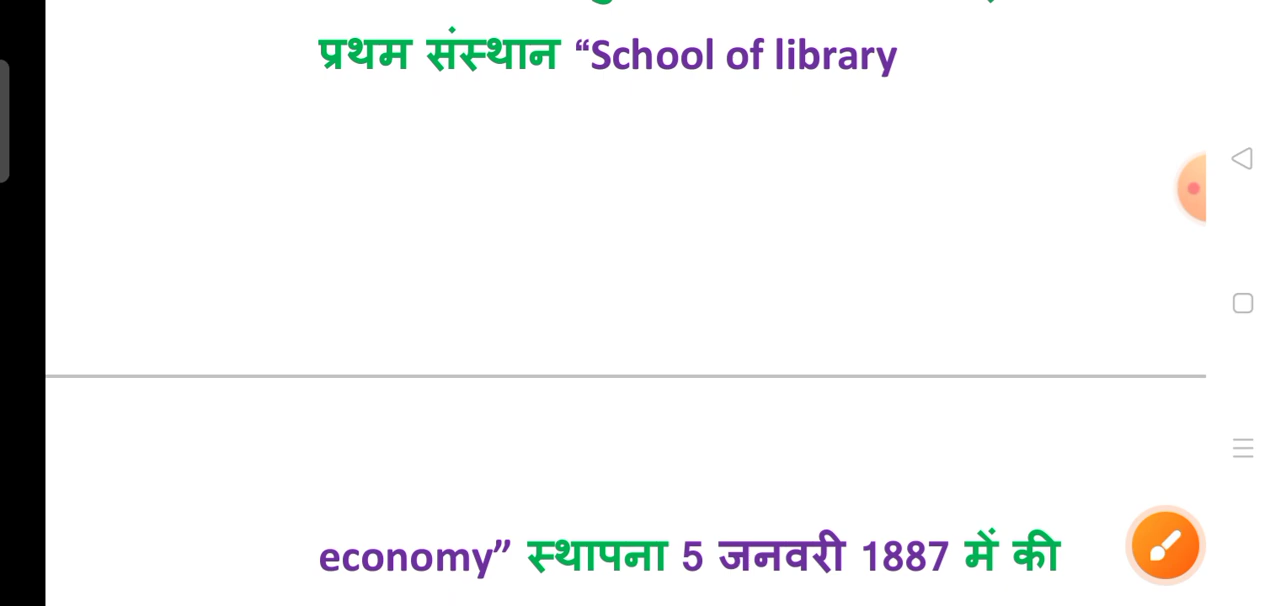 प्रथम संस्थान “School of library
economy” स्थापना 5 जनवरी 1887 में की